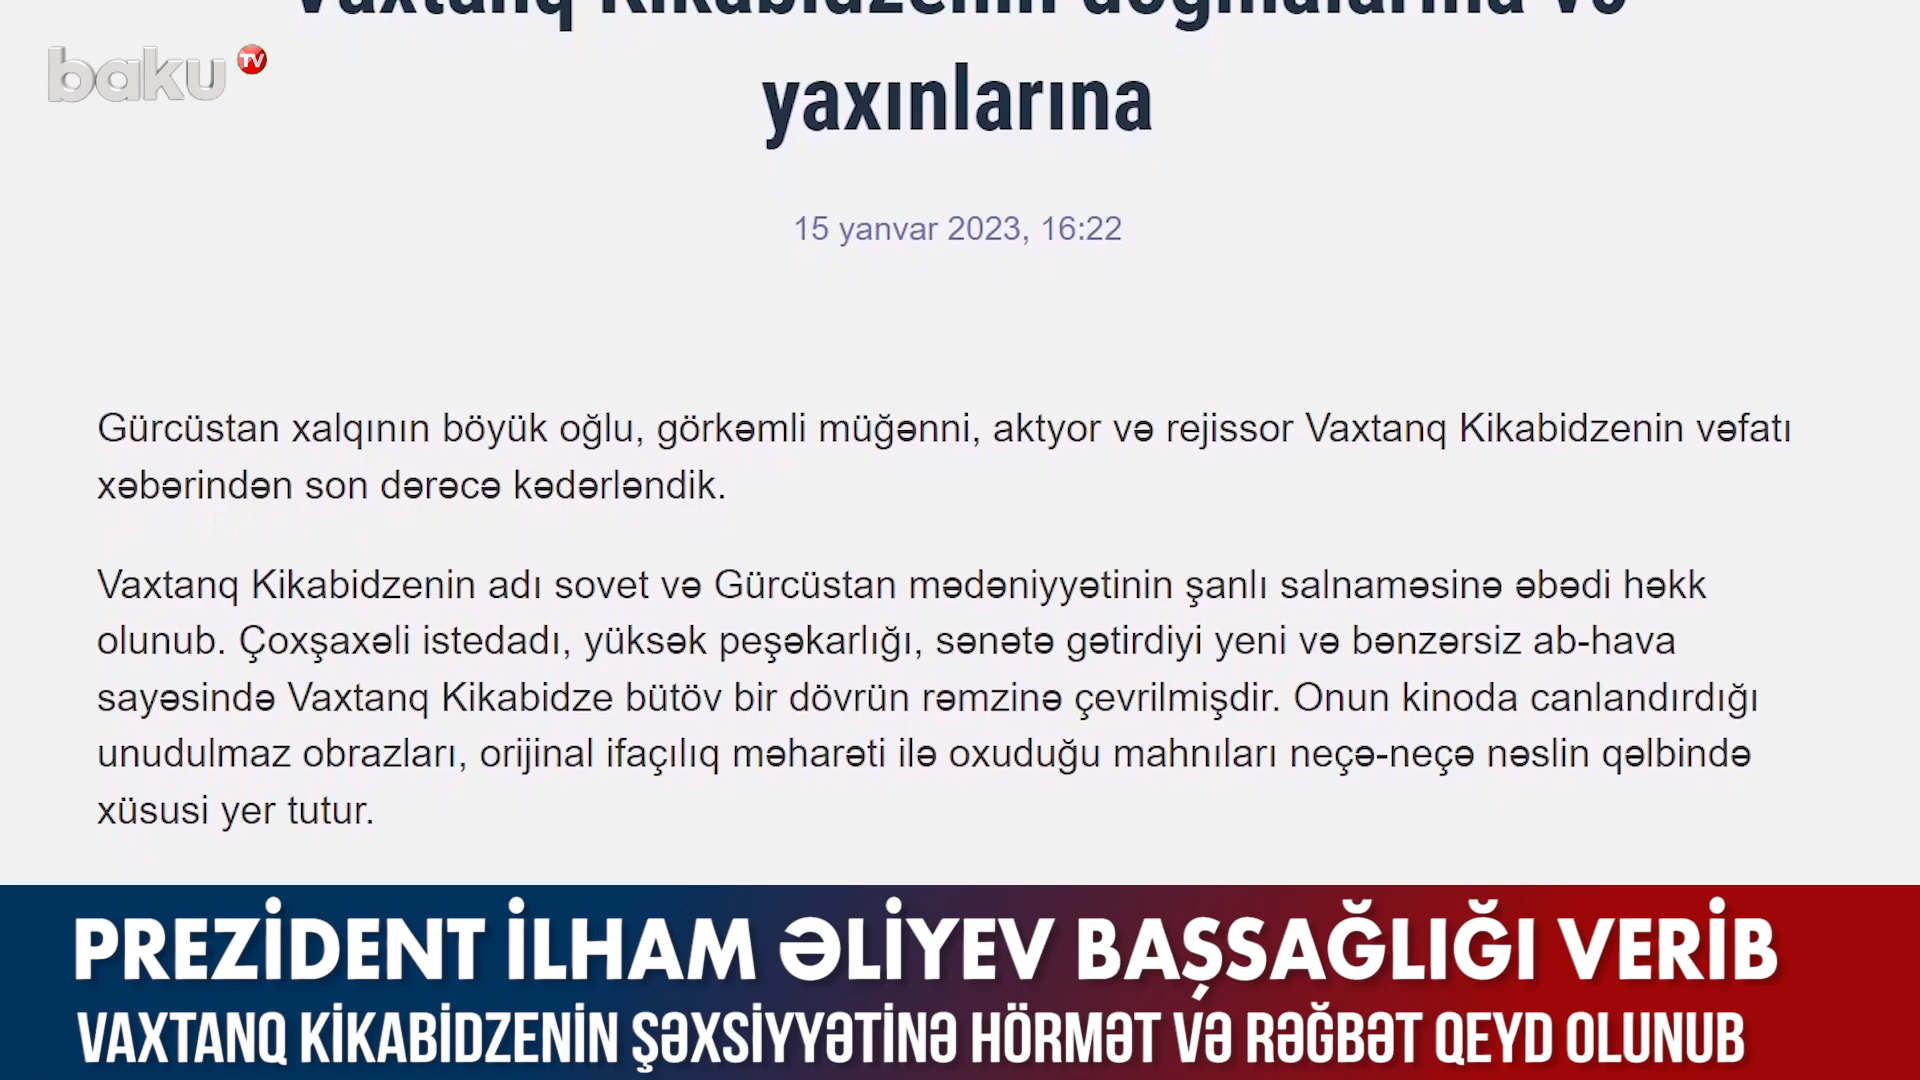 Vaxtanq Kikabidzenin doğmalarına və
baku TV
yaxınlarına
15 yanvar 2023, 16:22
Gürcüstan xalqının böyük oğlu, görkəmli müğənni, aktyor və rejissor Vaxtanq Kikabidzenin vəfatı
xəbərindən son dərəcə kədərləndik.
Vaxtanq Kikabidzenin adı sovet və Gürcüstan mədəniyyətinin şanlı salnaməsinə əbədi həkk
olunub. Çoxşaxəli istedadı, yüksək peşəkarlığı, sənətə gətirdiyi yeni və bənzərsiz ab-hava
sayəsində Vaxtanq Kikabidze bütöv bir dövrün rəmzinə çevrilmişdir. Onun kinoda canlandırdığı
unudulmaz obrazları, orijinal ifaçılıq məharəti ilə oxuduğu mahnıları neçə-neçə nəslin qəlbində
xüsusi yer tutur.
PREZİDENT İLHAM ƏLİYEV BAŞSAĞLIĞI VERİB
VAXTANQ KİKABİDZENİN ŞƏXSİYYƏTİNƏ HÖRMƏT VƏ RƏĞBƏT QEYD OLUNUB